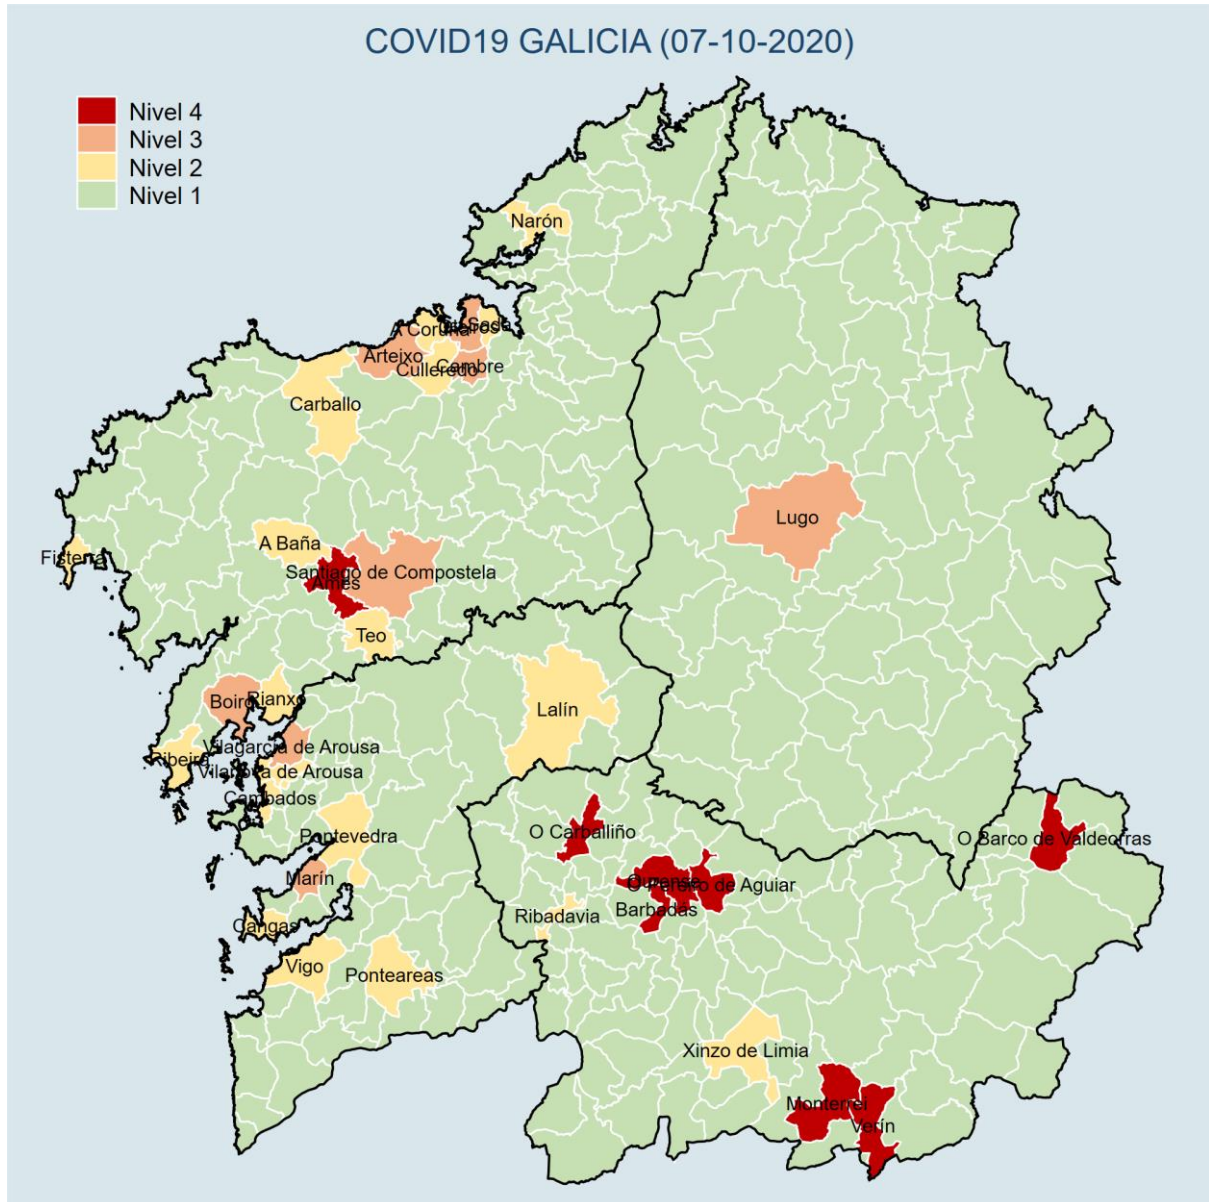 COVID19 GALICIA (07-10-2020)
Nivel 4
Nivel 3
Nivel 2
Nivel 1
Narón
A Coruña
Sada
Arteixo
Culleredo
Cambre
Carballo
Lugo
Fisterra
A Baña
Santiago de Compostela
Ames
Teo
Boiro
Rianxo
Lalín
Vilagarcía de Arousa
Ribeira
Vilanova de Arousa
Cambados
Pontevedra
O Carballiño
O Barco de Valdeorras
Marín
Ourense
O Pereiro de Aguiar
Barbadás
Ribadavia
Cangas
Vigo
Ponteareas
Xinzo de Limia
Monterrei
Verín